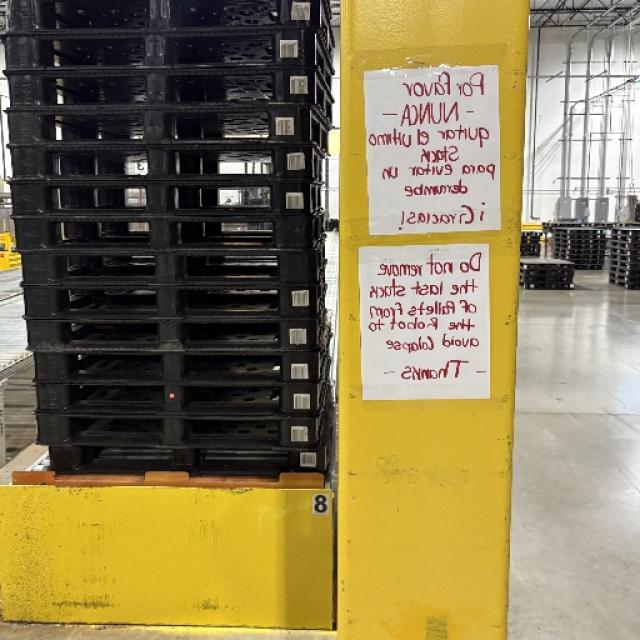 Por favor
- NUNCA -
quitar el ultimo
Stack
para evitar un
derrumbe
¡Gracias!
Do not remove
the last stack
of Pallets from
the Robot to
avoid Colapse
- Thanks -
8